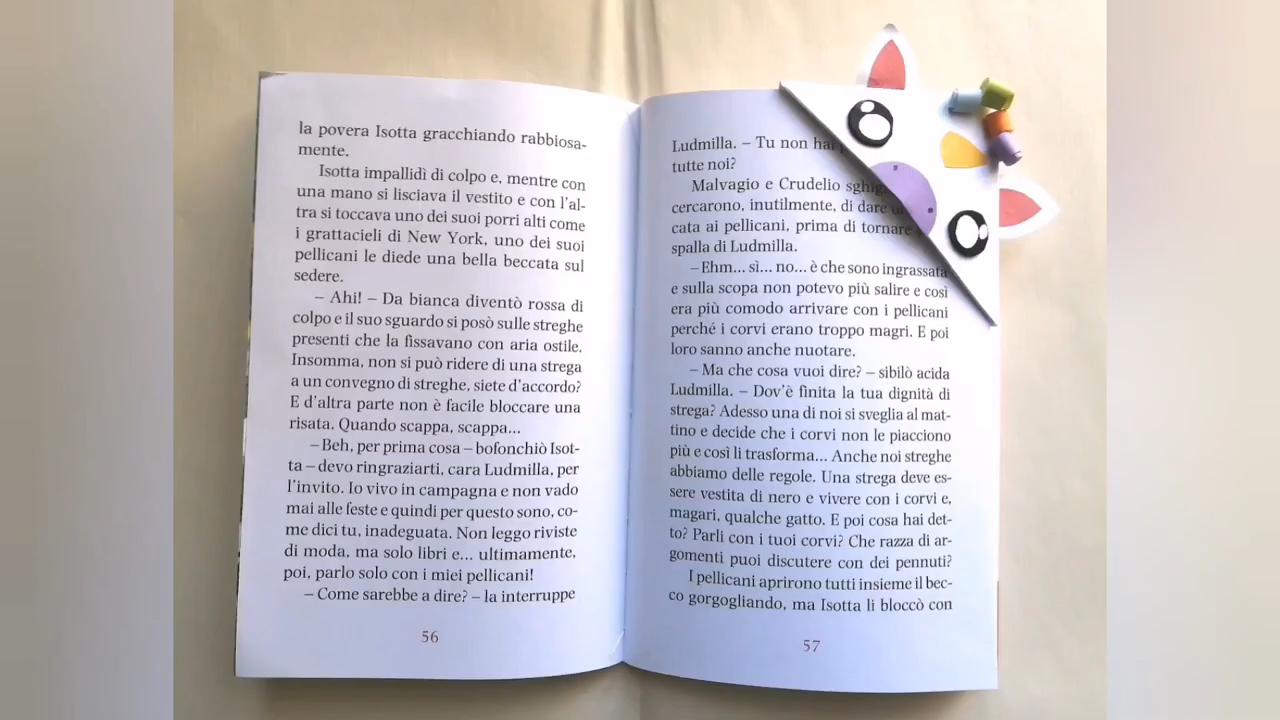 la povera Isotta gracchiando rabbiosa-
mente.
Isotta impallidì di colpo e, mentre con
una mano si lisciava il vestito e con l'al-
tra si toccava uno dei suoi porri alti come
i grattacieli di New York, uno dei suoi
pellicani le diede una bella beccata sul
sedere.
– Ahi! – Da bianca diventò rossa di
colpo e il suo sguardo si posò sulle streghe
presenti che la fissavano con aria ostile.
Insomma, non si può ridere di una strega
a un convegno di streghe, siete d'accordo?
E d'altra parte non è facile bloccare una
risata. Quando scappa, scappa...
– Beh, per prima cosa – bofonchiò Isot-
ta – devo ringraziarti, cara Ludmilla, per
l'invito. Io vivo in campagna e non vado
mai alle feste e quindi per questo sono, co-
me dici tu, inadeguata. Non leggo riviste
di moda, ma solo libri e... ultimamente,
poi, parlo solo con i miei pellicani!
– Come sarebbe a dire? – la interruppe
56
Ludmilla. – Tu non hai
tutte noi?
Malvagio e Crudelio
cercarono, inutilmente, di dare
cata ai pellicani, prima di tornare
spalla di Ludmilla.
– Ehm... sì... no... è che sono ingrassata
e sulla scopa non potevo più salire e così
era più comodo arrivare con i pellicani
perché i corvi erano troppo magri. E poi
loro sanno anche nuotare.
– Ma che cosa vuoi dire? – sibilò acida
Ludmilla. – Dov'è finita la tua dignità di
strega? Adesso una di noi si sveglia al mat-
tino e decide che i corvi non le piacciono
più e così li trasforma... Anche noi streghe
abbiamo delle regole. Una strega deve es-
sere vestita di nero e vivere con i corvi e,
magari, qualche gatto. E poi cosa hai det-
to? Parli con i tuoi corvi? Che razza di ar-
gomenti puoi discutere con dei pennuti?
I pellicani aprirono tutti insieme il bec-
co gorgogliando, ma Isotta li bloccò con
57